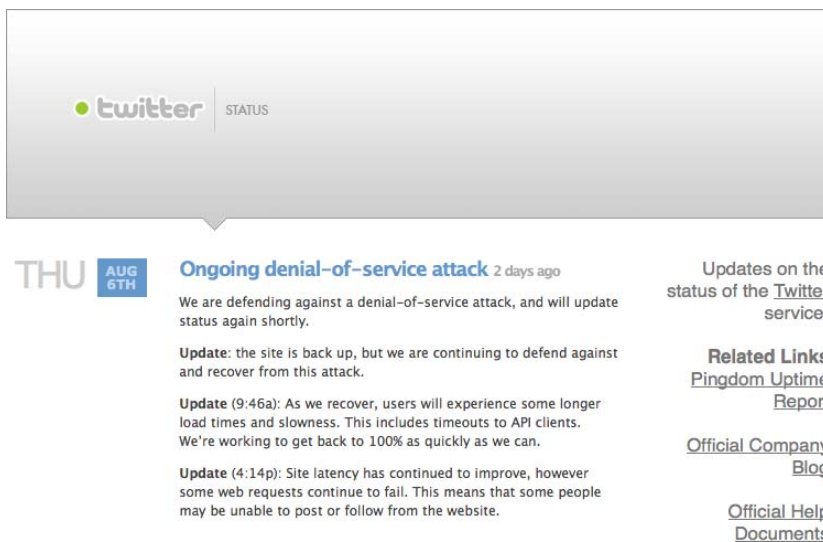 twitter STATUS
THU AUG 6TH
Ongoing denial-of-service attack 2 days ago
We are defending against a denial-of-service attack, and will update
status again shortly.
Update: the site is back up, but we are continuing to defend against
and recover from this attack.
Update (9:46a): As we recover, users will experience some longer
load times and slowness. This includes timeouts to API clients.
We're working to get back to 100% as quickly as we can.
Update (4:14p): Site latency has continued to improve, however
some web requests continue to fail. This means that some people
may be unable to post or follow from the website.
Updates on the
status of the Twitte
service
Related Links
Pingdom Uptime
Repor
Official Company
Blog
Official Help
Documents